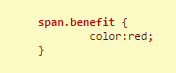 span.benefit {
        color:red;
}